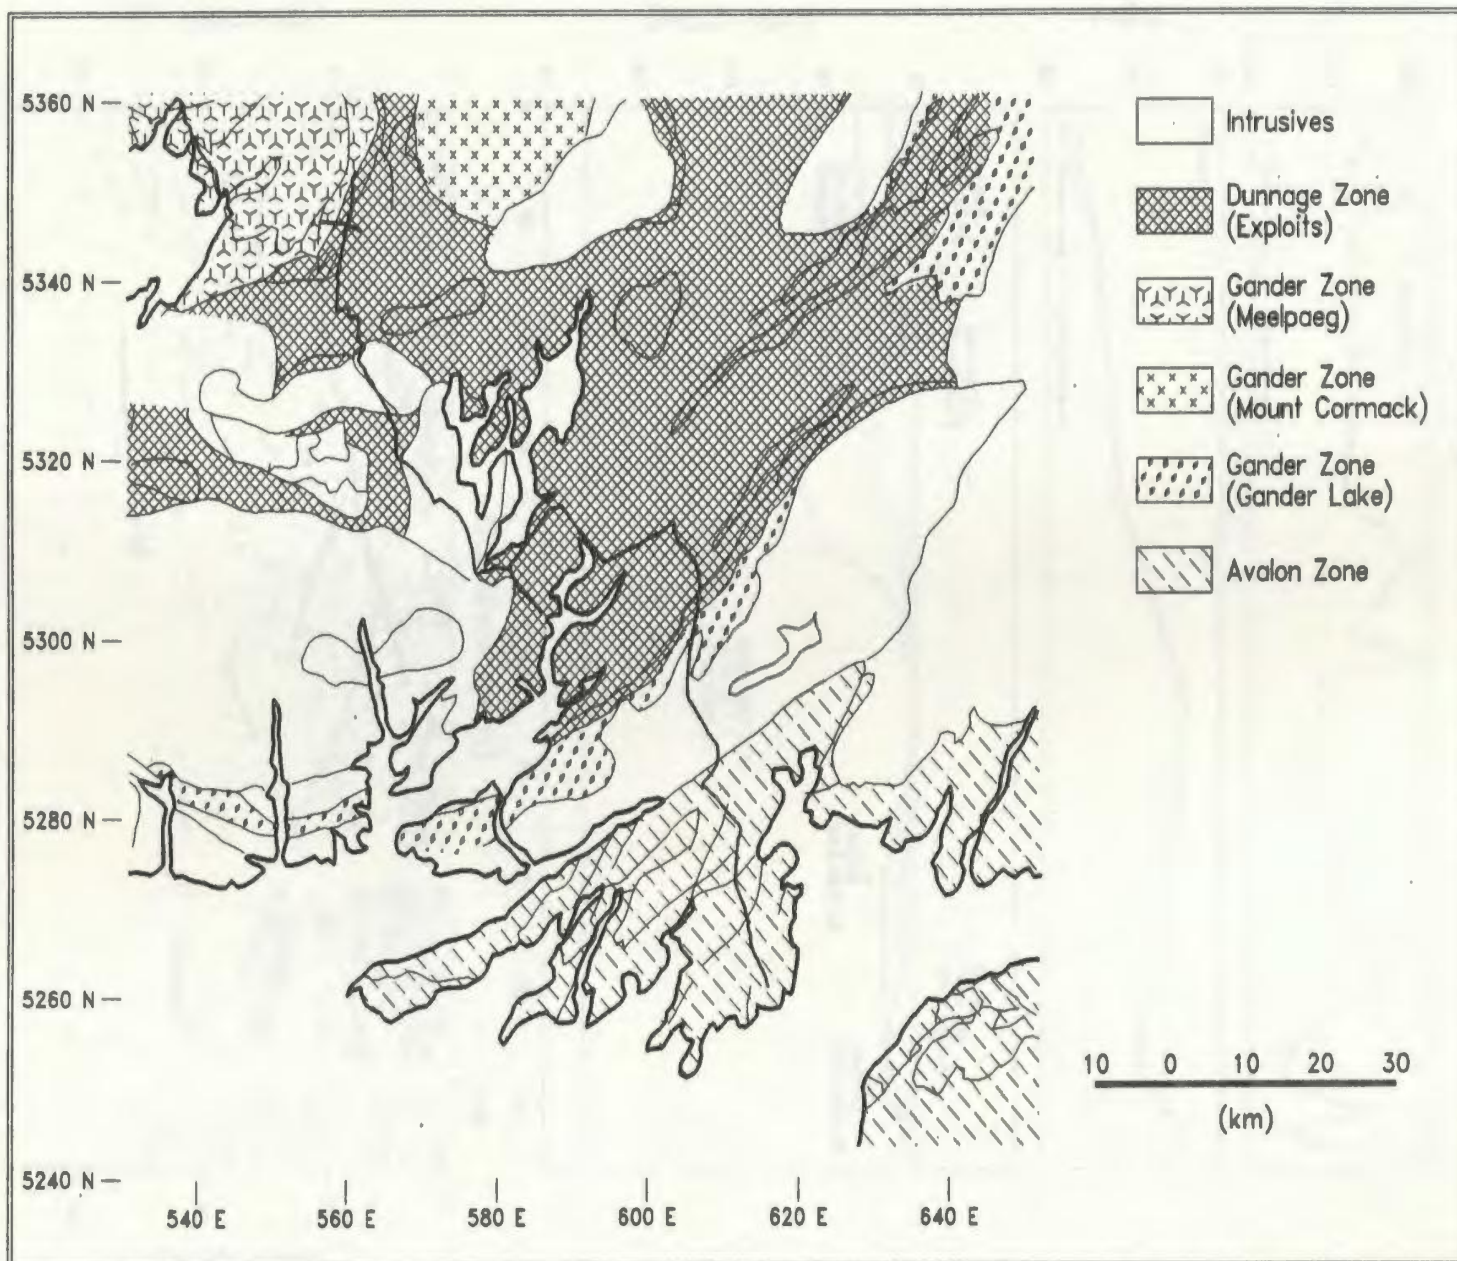 5360 N
5340 N
5320 N
5300 N
5280 N
5260 N
5240 N
540 E
560 E
580 E
600 E
620 E
640 E
Intrusives
Dunnage Zone
(Exploits)
Gander Zone
(Meelpaeg)
Gander Zone
(Mount Cormack)
Gander Zone
(Gander Lake)
Avalon Zone
10 0 10 20 30
(km)